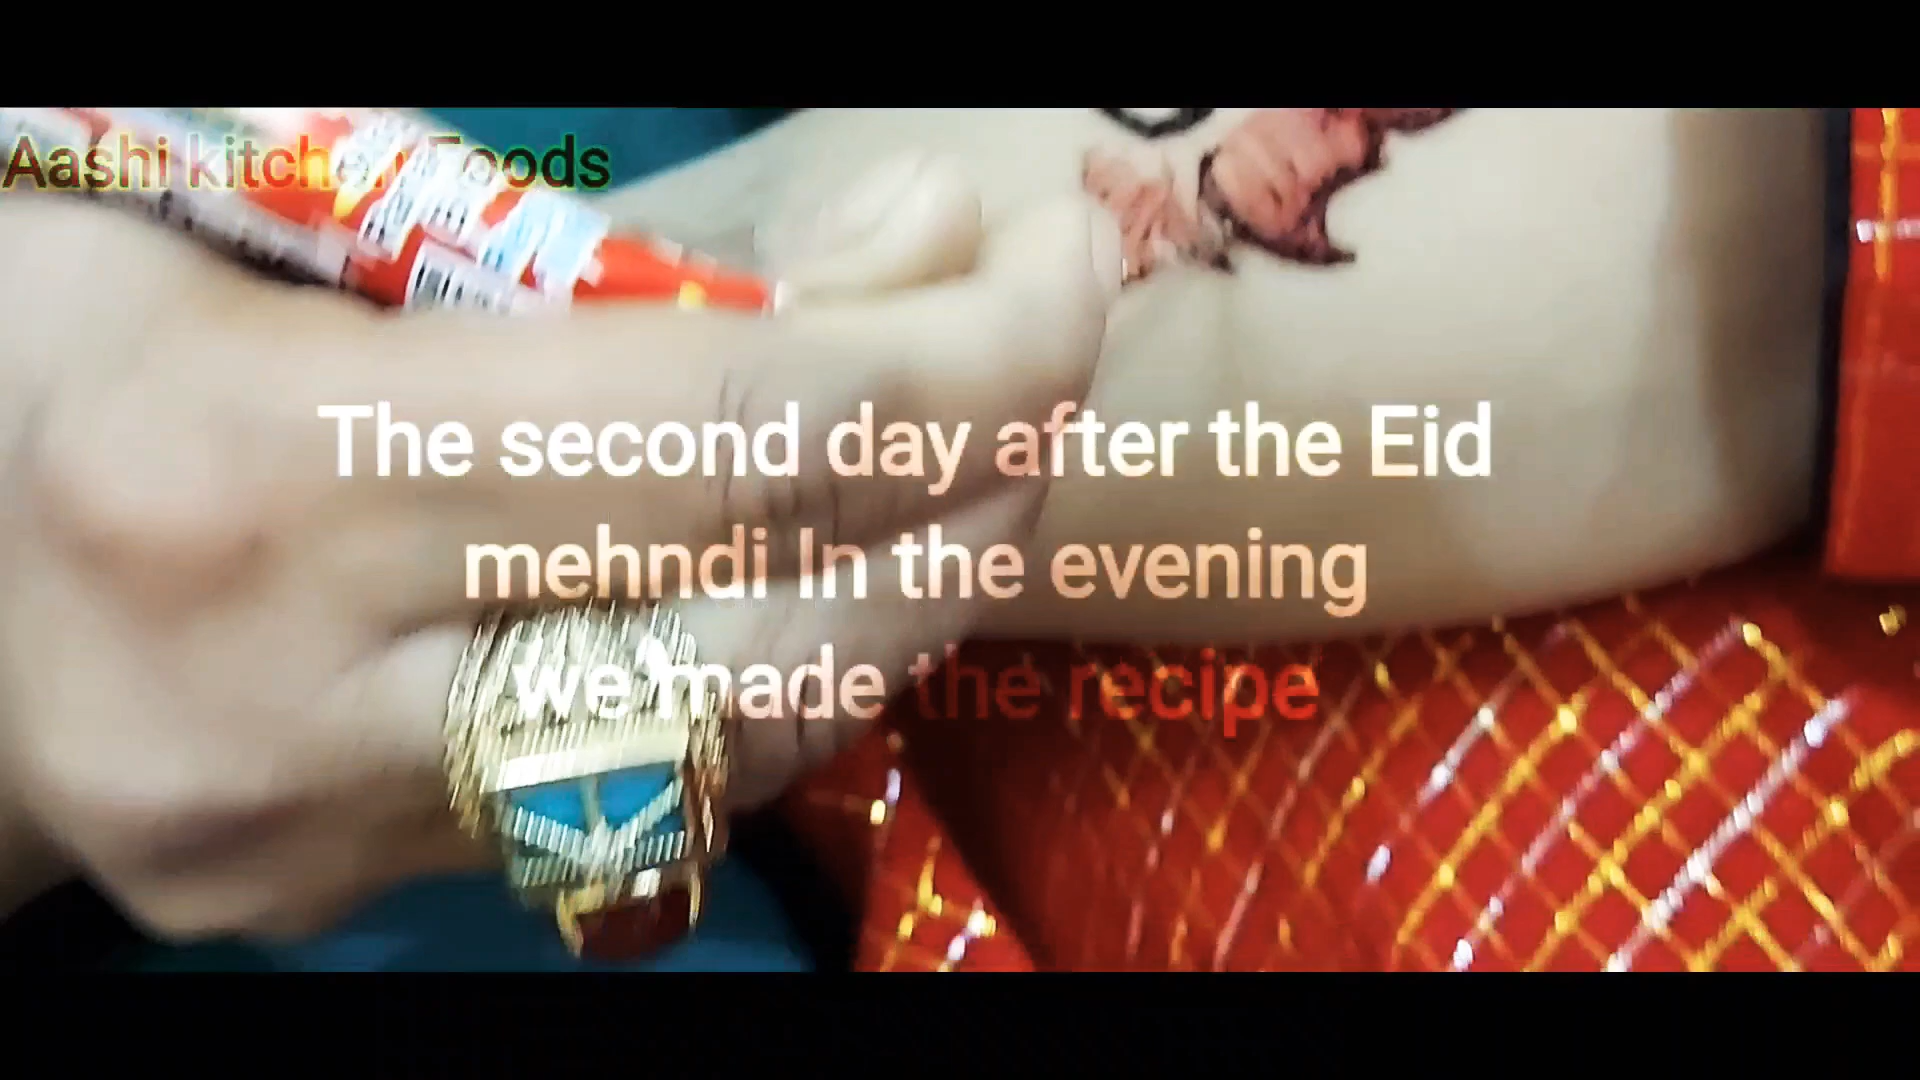 Aashi kitchen Foods
The second day after the Eid
mehndi In the evening
we made the recipe